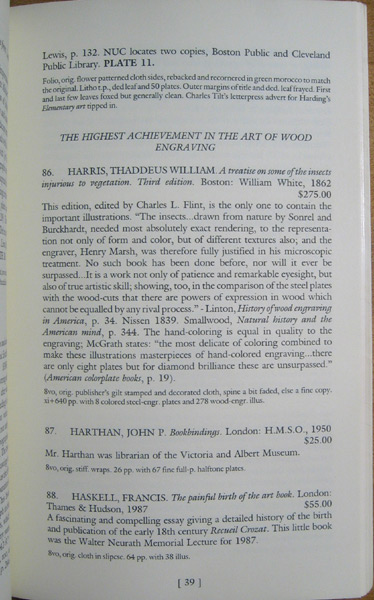 Lewis, p. 132. NUC locates two copies, Boston Public and Cleveland
Public Library. PLATE 11.
Folio, orig. flower patterned cloth sides, rebacked and recornered in green morocco to match
the original. Litho t.p., ded leaf and 50 plates. Outer margins of title and ded. leaf frayed. First
and last few leaves foxed but generally clean. Charles Tilt's letterpress advert for Harding's
Elementary art tipped in.
THE HIGHEST ACHIEVEMENT IN THE ART OF WOOD
ENGRAVING
86. HARRIS, THADDEUS WILLIAM. A treatise on some of the insects
injurious to vegetation. Third edition. Boston: William White, 1862
$275.00
This edition, edited by Charles L. Flint, is the only one to contain the
important illustrations. "The insects...drawn from nature by Sonrel and
Burkhardt, needed most absolutely exact rendering, to the representa-
tion not only of form and color, but of different textures also; and the
engraver, Henry Marsh, was therefore fully justified in his microscopic
treatment. No such book has been done before, nor will it ever be
surpassed...It is a work not only of patience and remarkable eyesight, but
also of true artistic skill; showing, too, in the comparison of the steel plates
with the wood-cuts that there are powers of expression in wood which
cannot be equalled by any rival process." - Linton, History of wood engraving
in America, p. 34. Nissen 1839. Smallwood, Natural history and the
American mind, p. 344. The hand-coloring is equal in quality to the
engraving; McGrath states: "the most delicate of coloring combined to
make these illustrations masterpieces of hand-colored engraving...there
are only eight plates but for diamond brilliance these are unsurpassed."
(American colorplate books, p. 19).
8vo, orig. publisher's gilt stamped and decorated cloth, spine a bit faded, else a fine copy.
xi+640 pp. with 8 colored steel-engr. plates and 278 wood-engr. illus.
87. HARTHAN, JOHN P. Bookbindings. London: H.M.S.O., 1950
$25.00
Mr. Harthan was librarian of the Victoria and Albert Museum.
8vo, orig. stiff. wraps. 26 pp. with 67 fine full-p. halftone plates.
88. HASKELL, FRANCIS. The painful birth of the art book. London:
Thames & Hudson, 1987 $55.00
A fascinating and compelling essay giving a detailed history of the birth
and publication of the early 18th century Recueil Crozat. This little book
was the Walter Neurath Memorial Lecture for 1987.
8vo, orig. cloth in slipcse. 64 pp. with 38 illus.
[ 39 ]